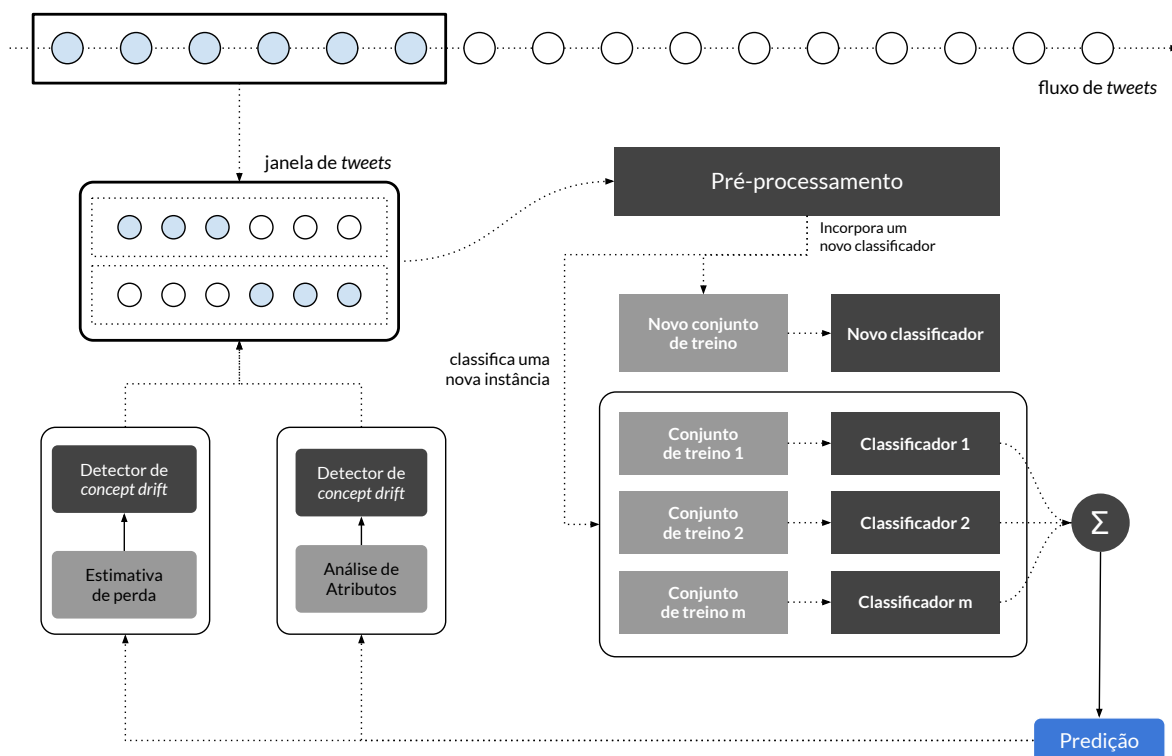 fluxo de tweets
janela de tweets
Pré-processamento
Incorpora um
novo classificador
Novo conjunto
de treino
Novo classificador
classifica uma
nova instância
Conjunto
de treino 1
Classificador 1
Conjunto
de treino 2
Classificador 2
Conjunto
de treino m
Classificador m
Σ
Detector de
concept drift
Estimativa
de perda
Detector de
concept drift
Análise de
Atributos
Predição